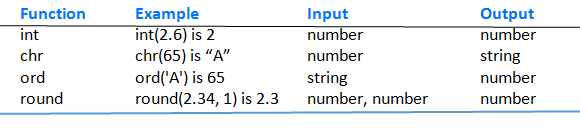 Function Example Input Output
int int(2.6) is 2 number number
chr chr(65) is “A” number string
ord ord('A') is 65 string number
round round(2.34, 1) is 2.3 number, number number